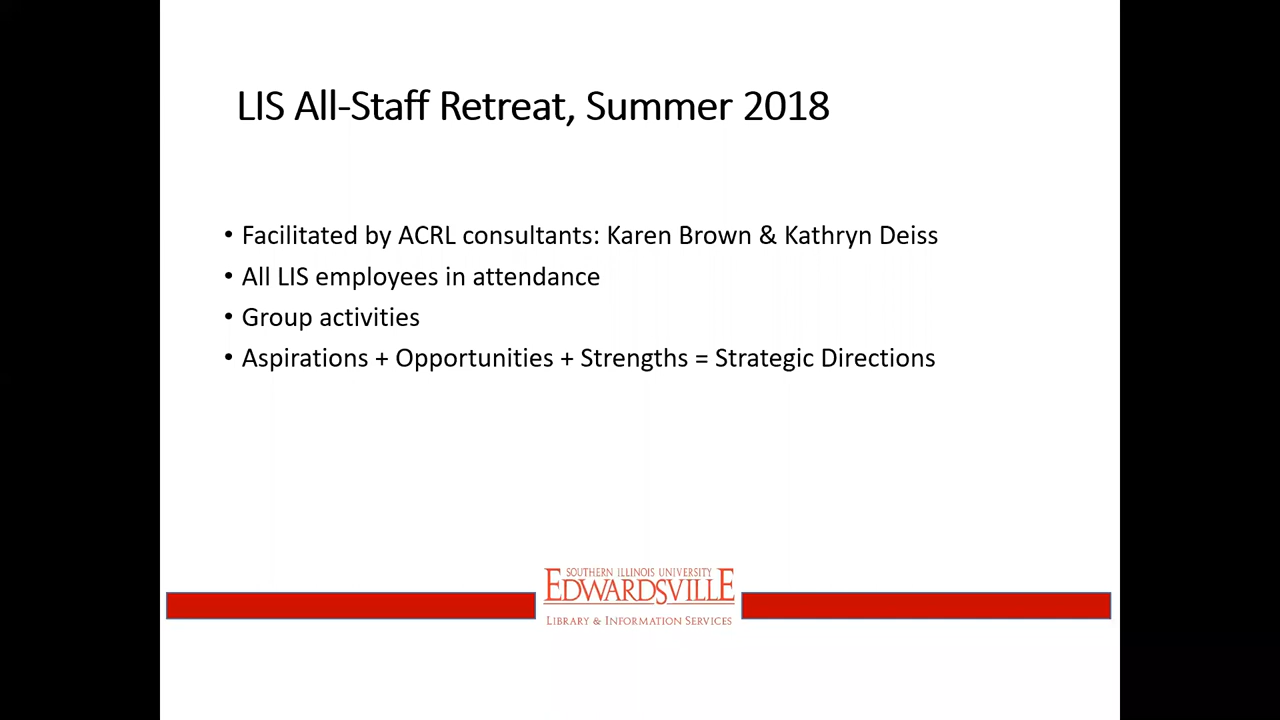 LIS All-Staff Retreat, Summer 2018
• Facilitated by ACRL consultants: Karen Brown & Kathryn Deiss
• All LIS employees in attendance
• Group activities
• Aspirations + Opportunities + Strengths = Strategic Directions
SOUTHERN ILLINOIS UNIVERSITY
EDWARDSVILLE
LIBRARY & INFORMATION SERVICES